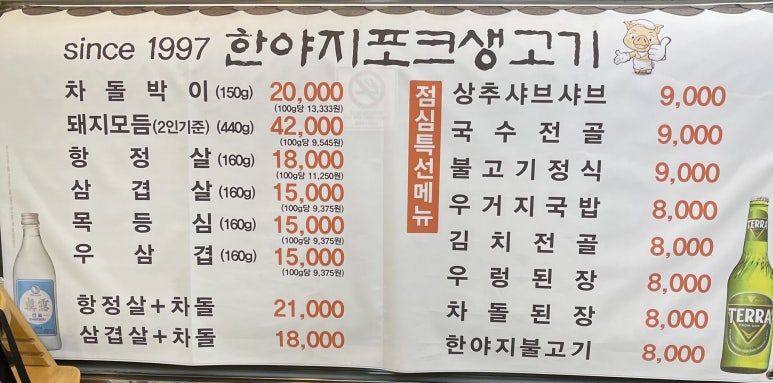 since 1997 한야지포크생고기
차돌박이 (150g) 20,000
(100g당 13,333원)
돼지모듬(2인기준) (440g) 42,000
(100g당 9,545원)
항정살 (160g) 18,000
(100g당 11,250원)
삼겹살 (160g) 15,000
(100g당 9,375원)
목등심 (160g) 15,000
(100g당 9,375원)
우삼겹 (160g) 15,000
(100g당 9,375원)
항정살+차돌 21,000
삼겹살+차돌 18,000
점심특선메뉴
상추샤브샤브 9,000
국수전골 9,000
불고기정식 9,000
우거지국밥 8,000
김치전골 8,000
우렁된장 8,000
차돌된장 8,000
한야지불고기 8,000
眞露
TERRA
TERRA